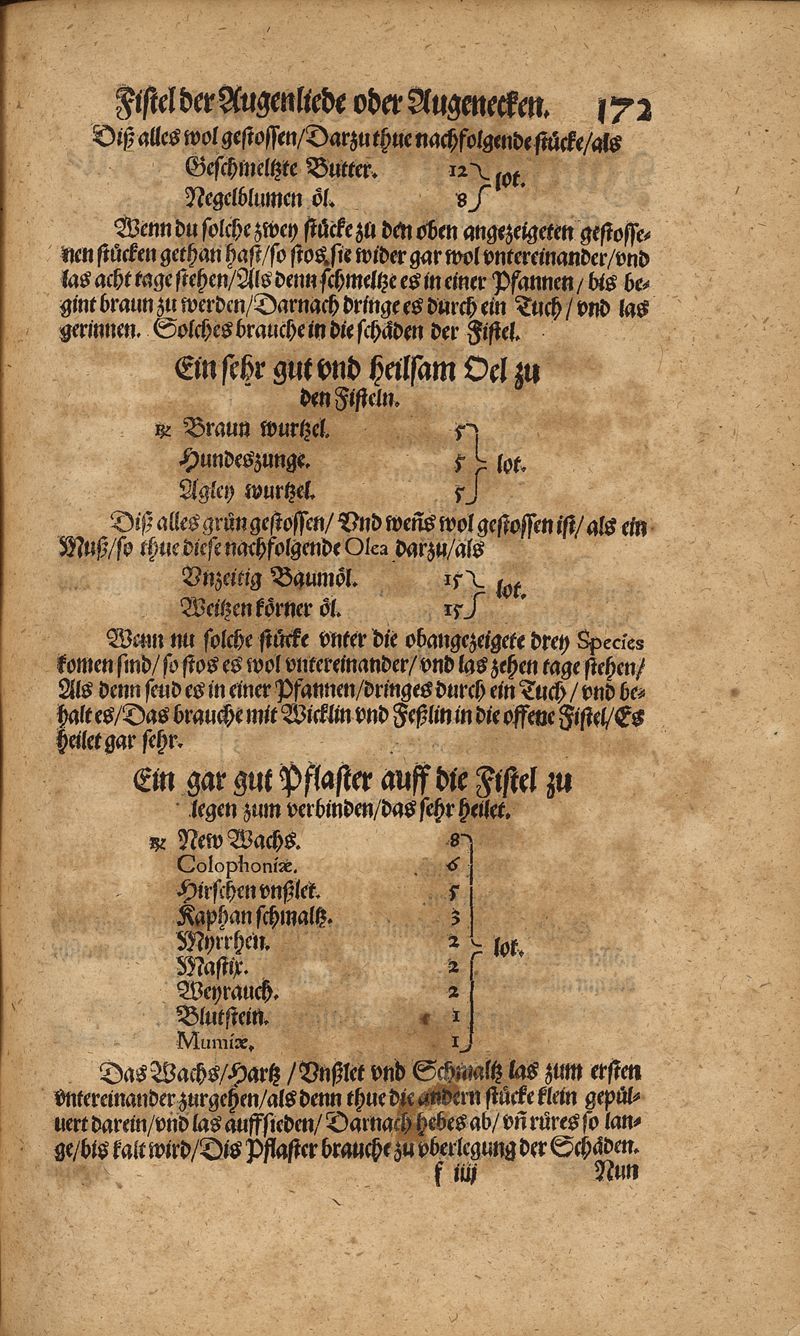 Fistel der Augenliede oder Augenecken. 172
Diß alles wol gestossen/Darzu thue nachfolgende stücke/als
Geschmeltzte Butter. 12
Negelblumen öl. 8 lot.
Wenn du solche zwey stücke zu den oben angezeigeten gestosse-
nen stücken gethan hast/so stos sie wider gar wol vntereinander/vnd
las acht tage stehen/Als denn schmeltze es in einer Pfannen/ bis be-
gint braun zu werden/Darnach dringe es durch ein Tuch/ vnd las
gerinnen. Solches brauche in die schäden der Fistel.
Ein sehr gut vnd heilsam Oel zu
den Fisteln.
℞ Braun wurtzel. 5
Hundeszunge. 5 lot.
Agley wurtzel. 5
Diß alles grün gestossen/ Vnd weñs wol gestossen ist/ als ein
Muß/so thue diese nachfolgende Olea darzu/als
Vnzeitig Baumöl. 15
Weitzen körner öl. 15 lot.
Wenn nu solche stücke vnter die obangezeigete drey Species
komen sind/ so stos es wol vntereinander/ vnd las zehen tage stehen/
Als denn seud es in einer Pfannen/dringes durch ein Tuch/ vnd be-
halt es/Das brauche mit Wicklin vnd Feßlin in die offene Fistel/Es
heilet gar sehr.
Ein gar gut Pflaster auff die Fistel zu
legen zum verbinden/das sehr heilet.
℞ New Wachs. 8
Colophoniæ. 6
Hirschen vnßlet. 5
Kaphan schmaltz. 3
Myrrhen. 2 lot.
Mastix. 2
Weyrauch. 2
Blutstein. 1
Mumiæ. 1
Das Wachs/Hartz /Vnßlet vnd Schmaltz las zum ersten
vntereinander zurgehen/als denn thue die andern stücke klein gepül-
uert darein/vnd las auffsieden/ Darnach hebes ab/ vñ rüres so lan-
ge/bis kalt wird/Dis Pflaster brauche zu vberlegung der Schäden.
f iiij Nun